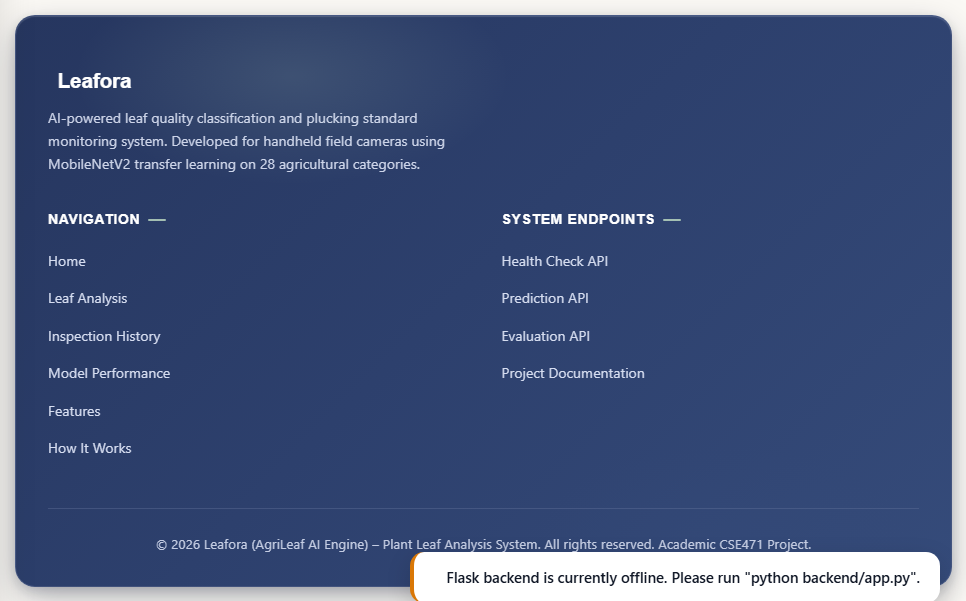 Leafora
AI-powered leaf quality classification and plucking standard
monitoring system. Developed for handheld field cameras using
MobileNetV2 transfer learning on 28 agricultural categories.
NAVIGATION
Home
Leaf Analysis
Inspection History
Model Performance
Features
How It Works
SYSTEM ENDPOINTS
Health Check API
Prediction API
Evaluation API
Project Documentation
© 2026 Leafora (AgriLeaf AI Engine) – Plant Leaf Analysis System. All rights reserved. Academic CSE471 Project.
Flask backend is currently offline. Please run "python backend/app.py".